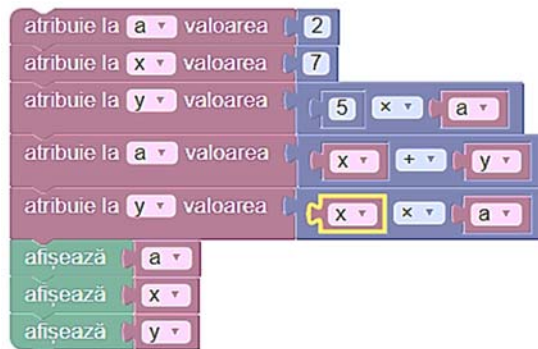 atribuie la a ▾ valoarea 2
atribuie la x ▾ valoarea 7
atribuie la y ▾ valoarea 5 × ▾ a ▾
atribuie la a ▾ valoarea x ▾ + ▾ y ▾
atribuie la y ▾ valoarea x ▾ × ▾ a ▾
afișează a ▾
afișează x ▾
afișează y ▾